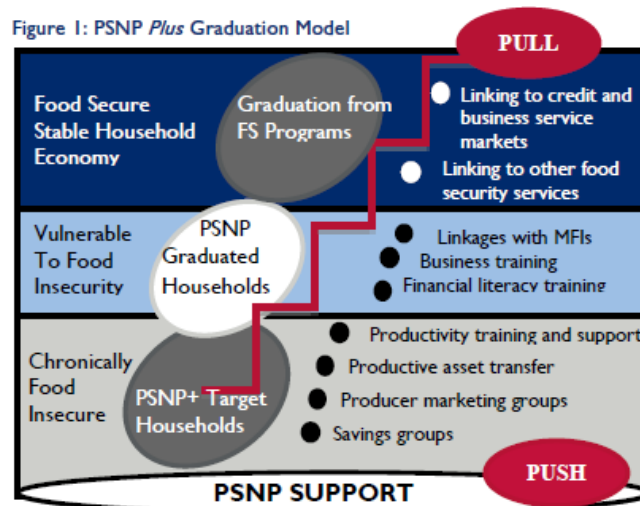 Figure 1: PSNP Plus Graduation Model
PULL
Food Secure
Stable Household
Economy
Graduation from
FS Programs
Linking to credit and
business service
markets
Linking to other food
security services
Vulnerable
To Food
Insecurity
PSNP
Graduated
Households
Linkages with MFIs
Business training
Financial literacy training
Chronically
Food
Insecure
PSNP+ Target
Households
Productivity training and support
Productive asset transfer
Producer marketing groups
Savings groups
PUSH
PSNP SUPPORT